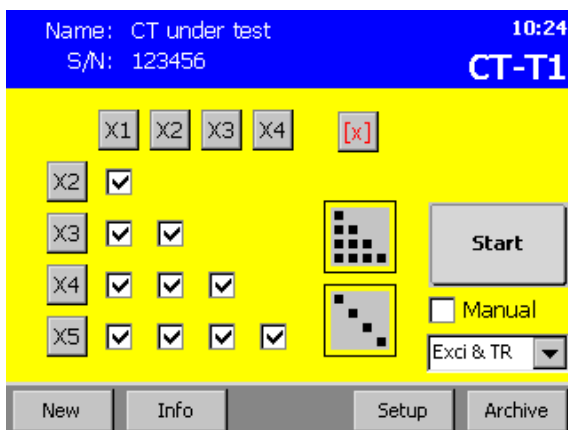 Name: CT under test
10:24
S/N: 123456
CT-T1
X1 X2 X3 X4 [x]
X2
X3
Start
X4
Manual
X5
Exci & TR
New Info Setup Archive